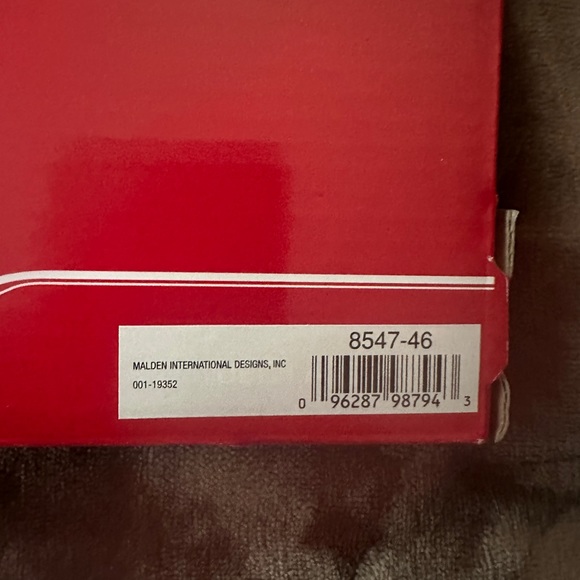 8547-46
MALDEN INTERNATIONAL DESIGNS, INC
001-19352
0 96287 98794 3